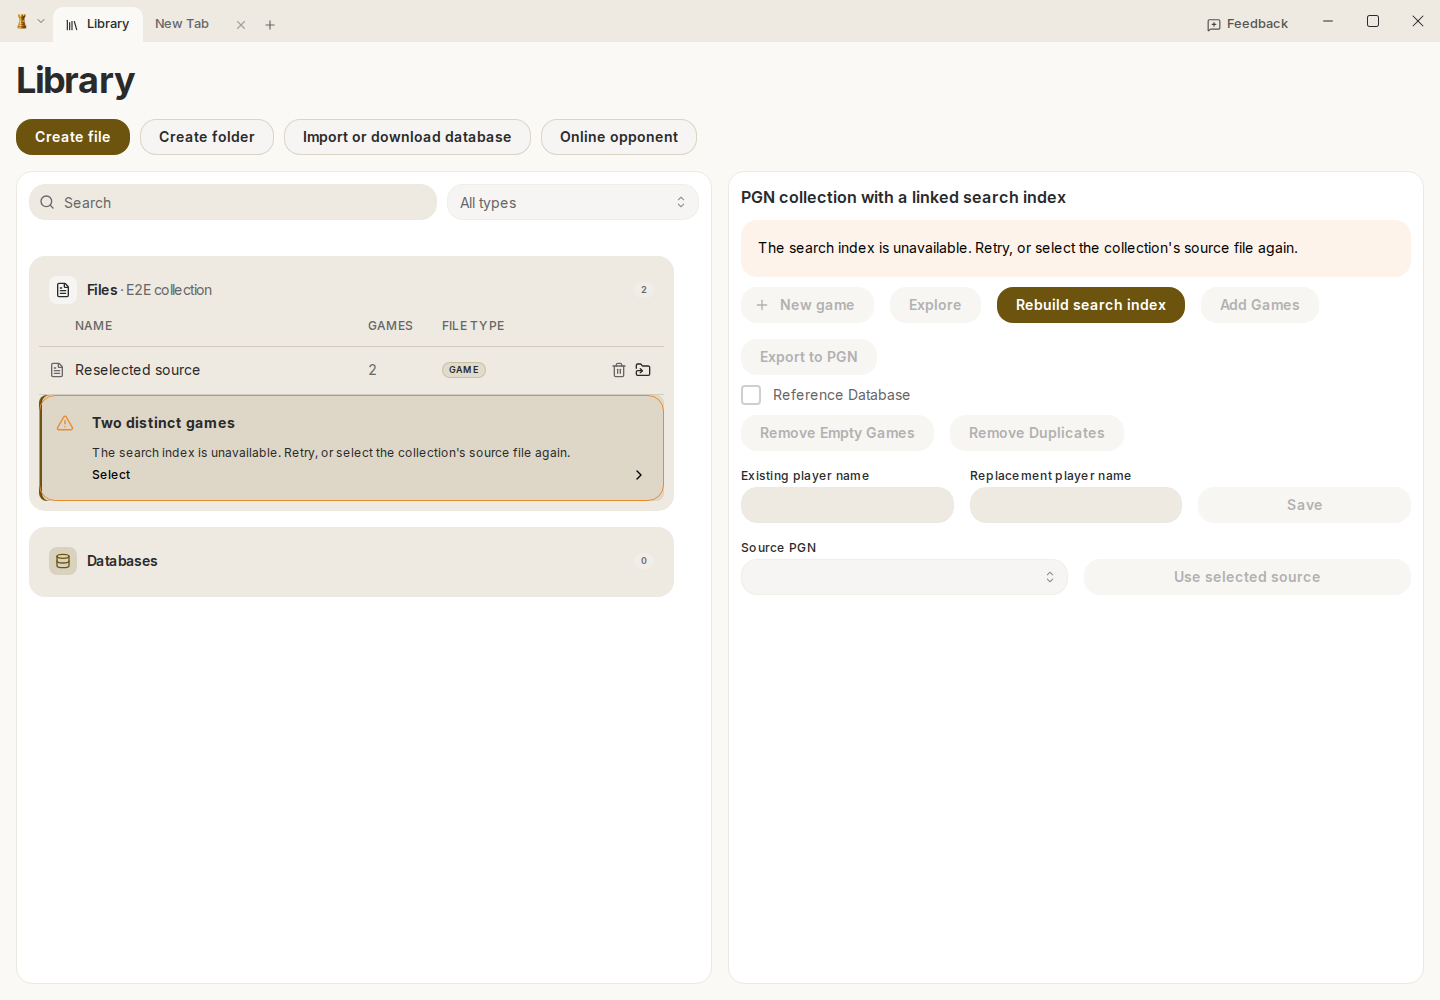 Library
New Tab
Feedback
Library
Create file
Create folder
Import or download database
Online opponent
Search
All types
Files · E2E collection
2
NAME
GAMES
FILE TYPE
Reselected source
2
GAME
Two distinct games
The search index is unavailable. Retry, or select the collection's source file again.
Select
Databases
0
PGN collection with a linked search index
The search index is unavailable. Retry, or select the collection's source file again.
New game
Explore
Rebuild search index
Add Games
Export to PGN
Reference Database
Remove Empty Games
Remove Duplicates
Existing player name
Replacement player name
Save
Source PGN
Use selected source